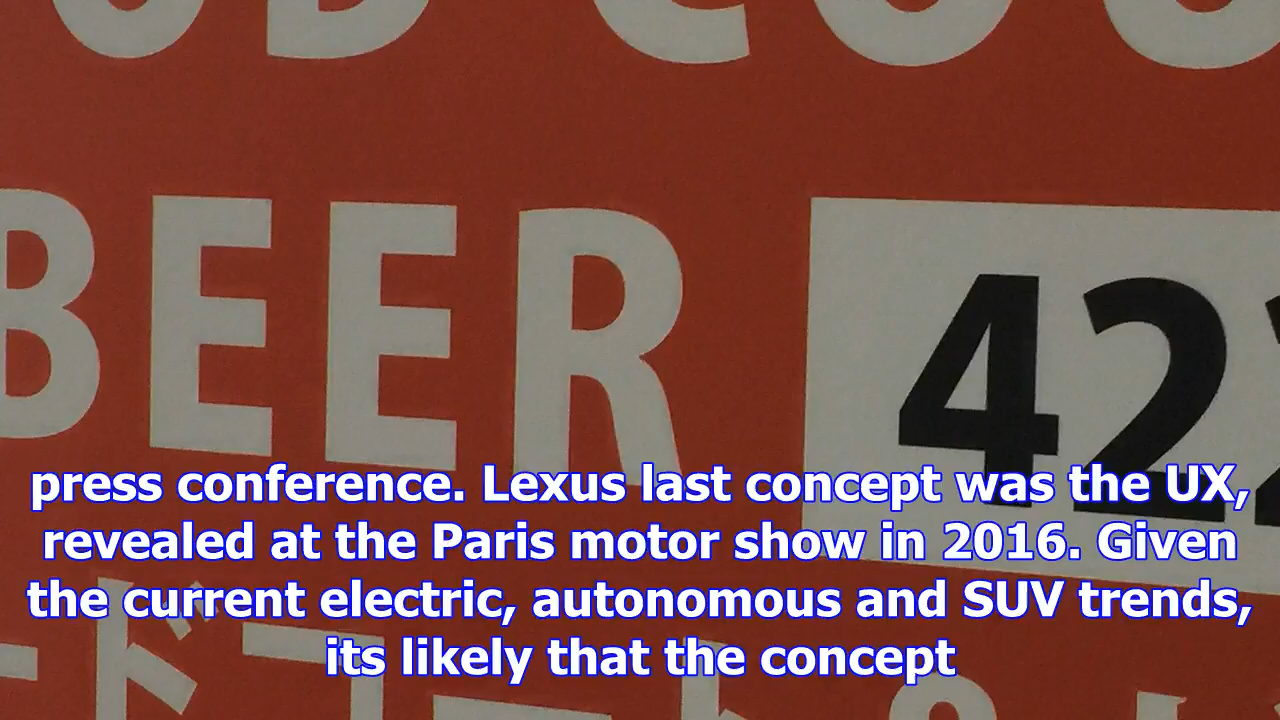 BEER
42
press conference. Lexus last concept was the UX,
revealed at the Paris motor show in 2016. Given
the current electric, autonomous and SUV trends,
its likely that the concept